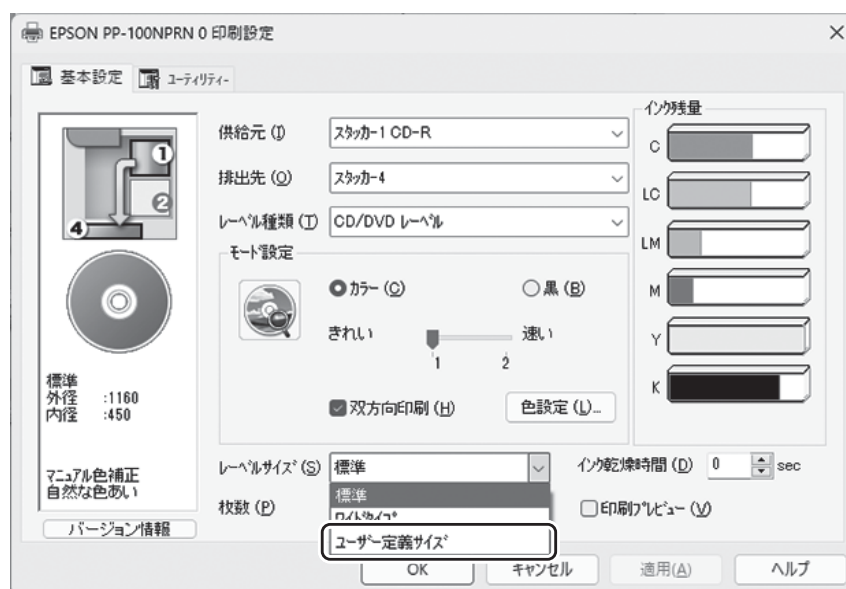 EPSON PP-100NPRN 0 印刷設定
基本設定
ユーティリティー
1
2
4
標準
外径 :1160
内径 :450
マニュアル色補正
自然な色あい
バージョン情報
供給元 (I)
スタッカー1 CD-R
排出先 (O)
スタッカー4
レーベル種類 (T)
CD/DVD レーベル
モード設定
カラー (C)
黒 (B)
きれい
速い
1
2
双方向印刷 (H)
色設定 (L)...
レーベルサイズ (S)
標準
標準
ワイドタイプ
ユーザー定義サイズ
枚数 (P)
インク残量
C
LC
LM
M
Y
K
インク乾燥時間 (D)
0
sec
印刷プレビュー (V)
OK
キャンセル
適用(A)
ヘルプ